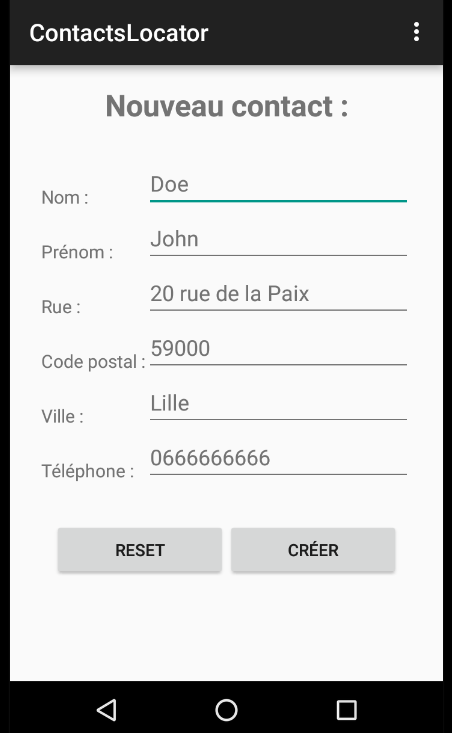 ContactsLocator
Nouveau contact :
Nom : Doe
Prénom : John
Rue : 20 rue de la Paix
Code postal : 59000
Ville : Lille
Téléphone : 0666666666
RESET CRÉER